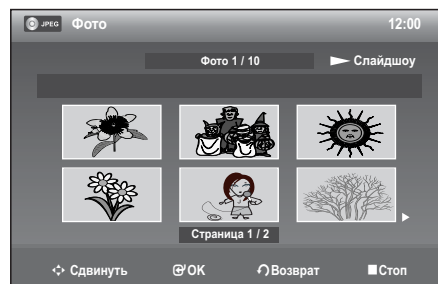 JPEG Фото 12:00
Фото 1 / 10 Слайдшоу
Страница 1 / 2
Сдвинуть OK Возврат Стоп